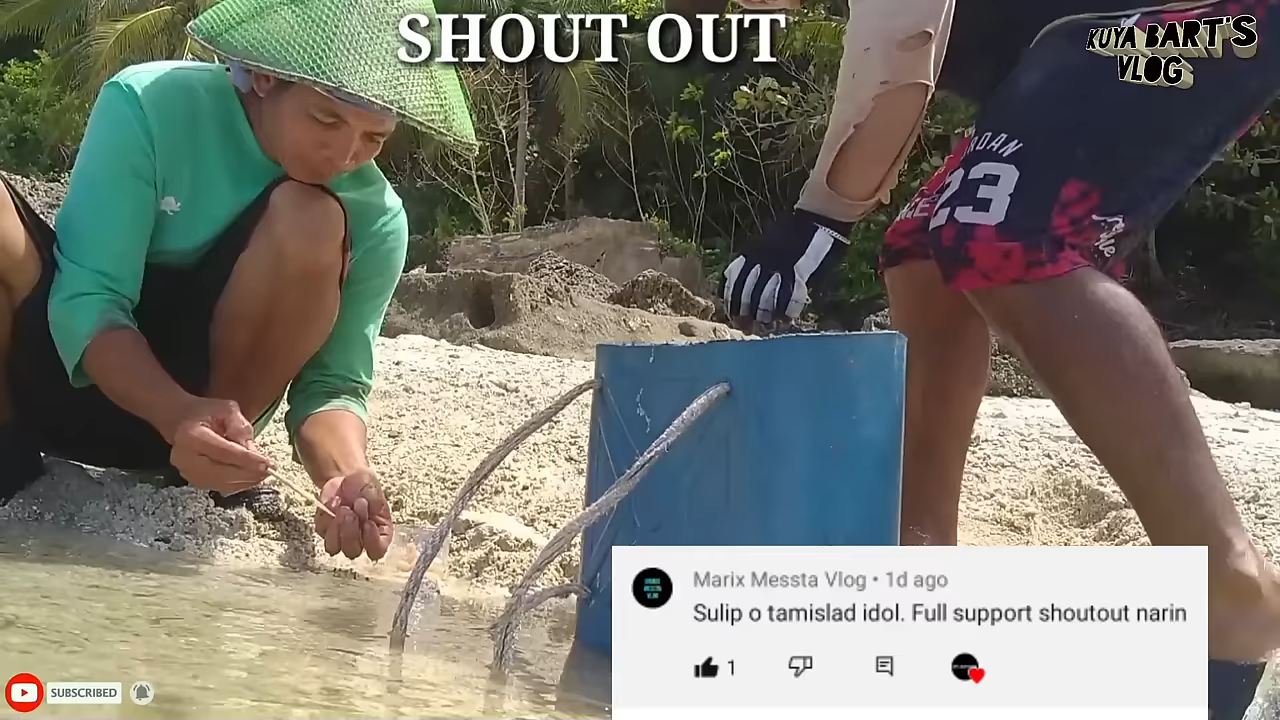 SHOUT OUT
KUYA BART'S
VLOG
23
Marix Messta Vlog • 1d ago
Sulip o tamislad idol. Full support shoutout narin
1
SUBSCRIBED